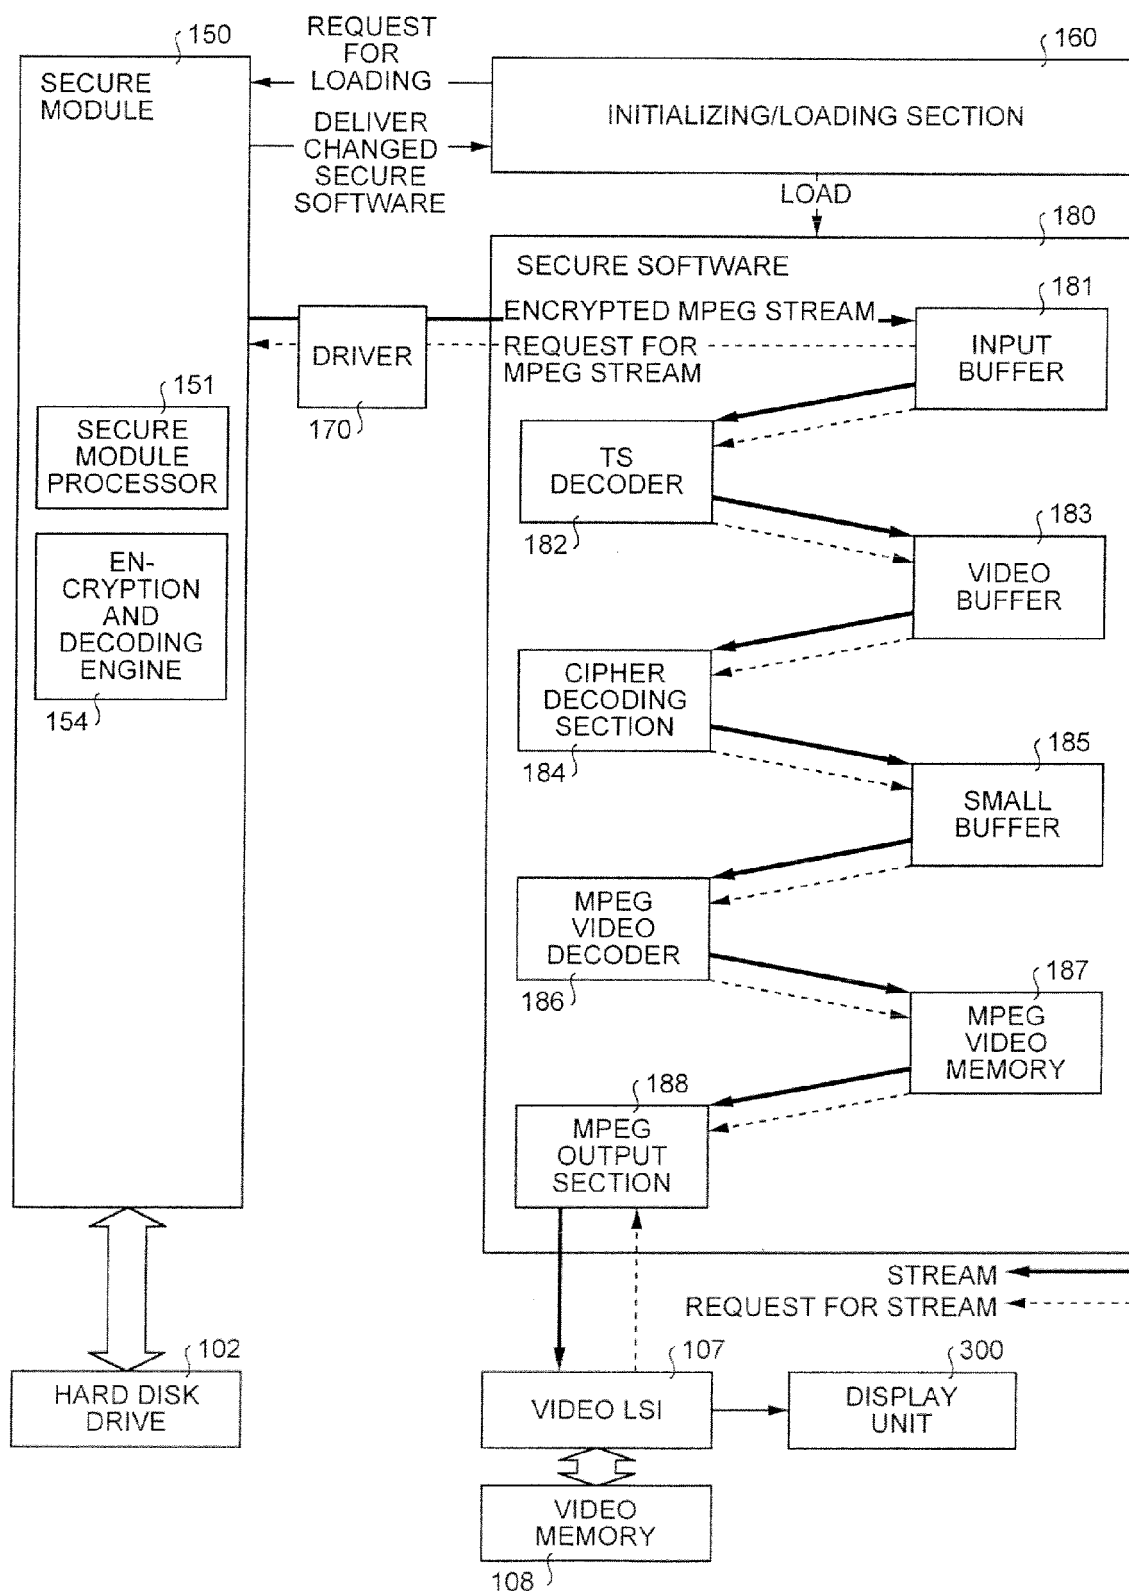 150
REQUEST
FOR
LOADING
160
SECURE
MODULE
INITIALIZING/LOADING SECTION
DELIVER
CHANGED
SECURE
SOFTWARE
LOAD
180
SECURE SOFTWARE
ENCRYPTED MPEG STREAM
181
DRIVER
REQUEST FOR
MPEG STREAM
INPUT
BUFFER
170
151
SECURE
MODULE
PROCESSOR
TS
DECODER
182
183
EN-
CRYPTION
AND
DECODING
ENGINE
VIDEO
BUFFER
154
CIPHER
DECODING
SECTION
184
185
SMALL
BUFFER
MPEG
VIDEO
DECODER
186
187
MPEG
VIDEO
MEMORY
188
MPEG
OUTPUT
SECTION
STREAM
REQUEST FOR STREAM
102
107
300
HARD DISK
DRIVE
VIDEO LSI
DISPLAY
UNIT
VIDEO
MEMORY
108